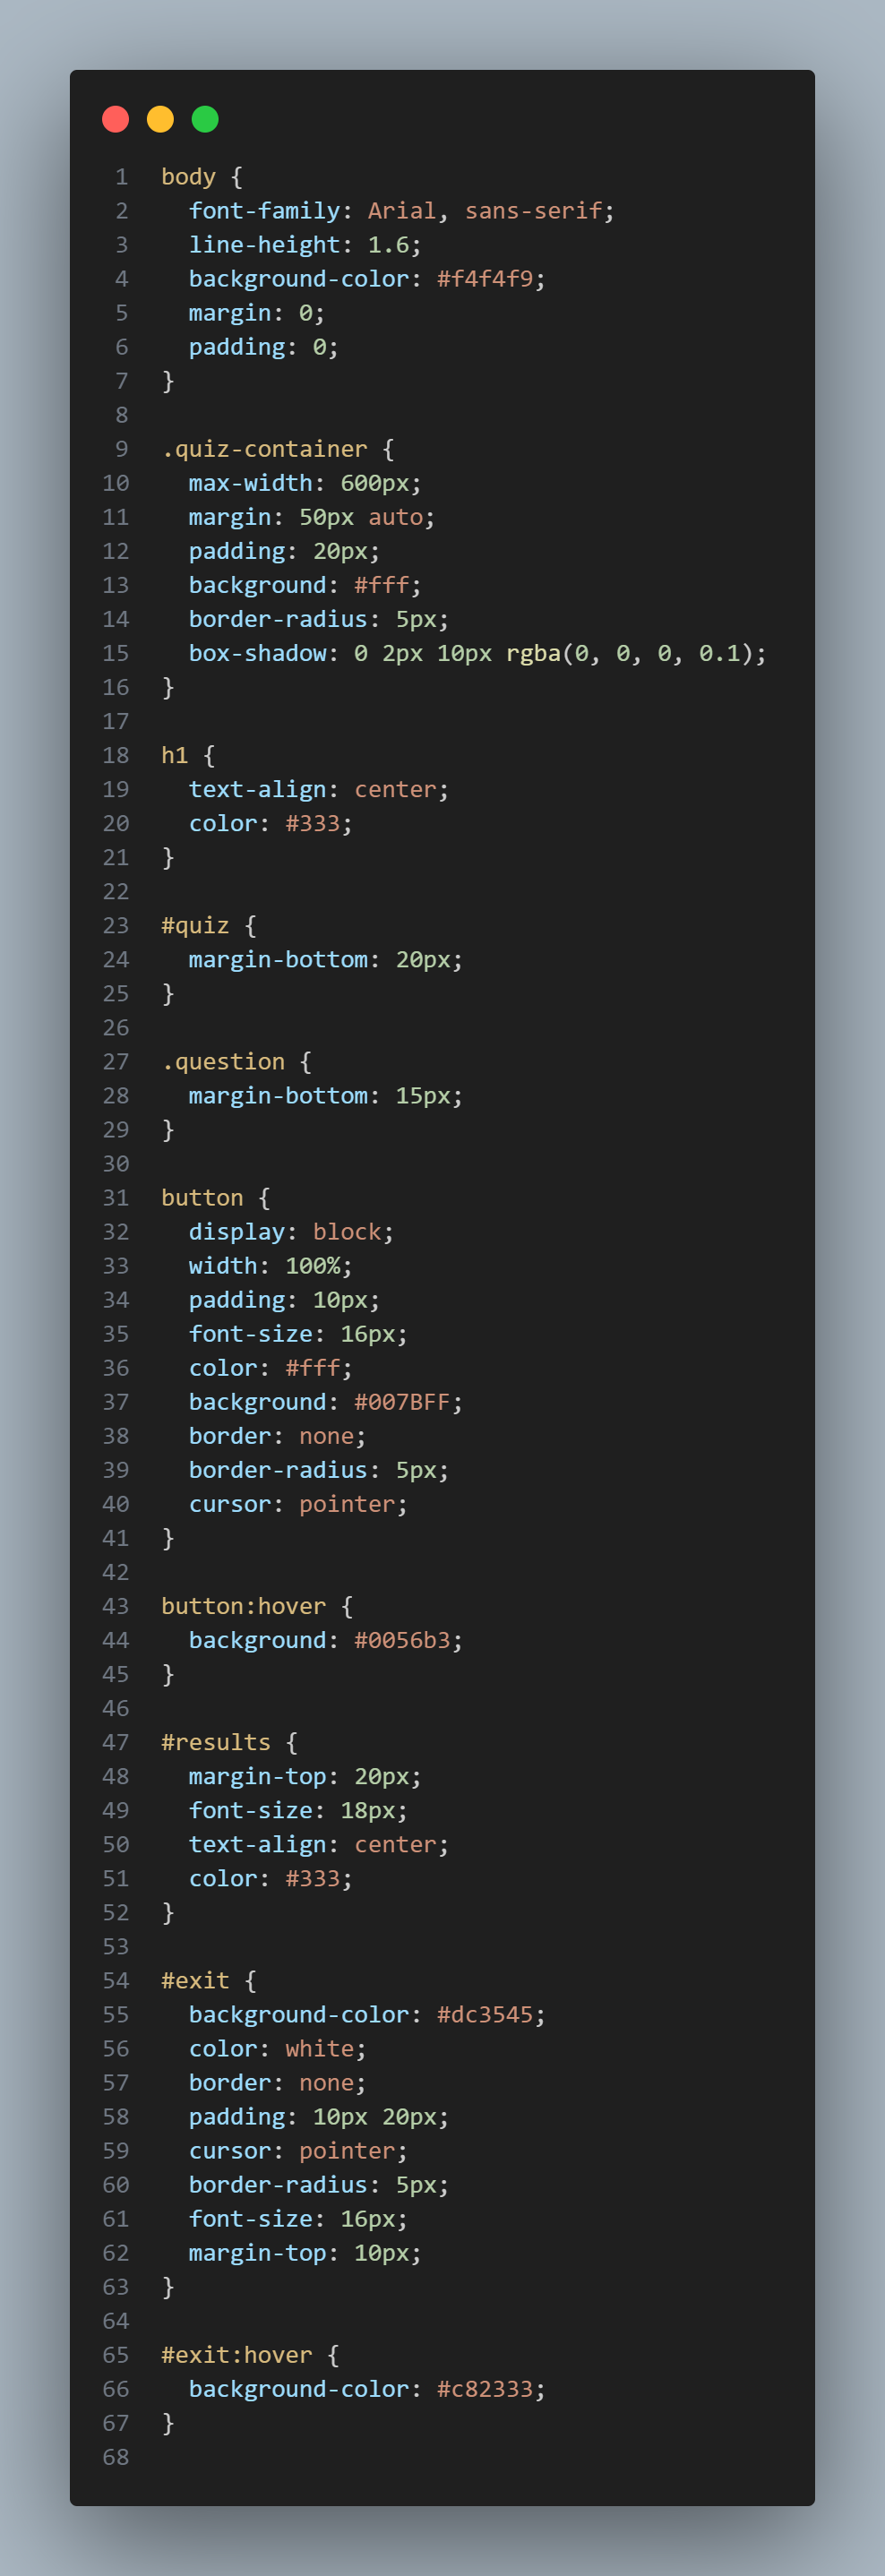 1 body {
2   font-family: Arial, sans-serif;
3   line-height: 1.6;
4   background-color: #f4f4f9;
5   margin: 0;
6   padding: 0;
7 }
8
9 .quiz-container {
10   max-width: 600px;
11   margin: 50px auto;
12   padding: 20px;
13   background: #fff;
14   border-radius: 5px;
15   box-shadow: 0 2px 10px rgba(0, 0, 0, 0.1);
16 }
17
18 h1 {
19   text-align: center;
20   color: #333;
21 }
22
23 #quiz {
24   margin-bottom: 20px;
25 }
26
27 .question {
28   margin-bottom: 15px;
29 }
30
31 button {
32   display: block;
33   width: 100%;
34   padding: 10px;
35   font-size: 16px;
36   color: #fff;
37   background: #007BFF;
38   border: none;
39   border-radius: 5px;
40   cursor: pointer;
41 }
42
43 button:hover {
44   background: #0056b3;
45 }
46
47 #results {
48   margin-top: 20px;
49   font-size: 18px;
50   text-align: center;
51   color: #333;
52 }
53
54 #exit {
55   background-color: #dc3545;
56   color: white;
57   border: none;
58   padding: 10px 20px;
59   cursor: pointer;
60   border-radius: 5px;
61   font-size: 16px;
62   margin-top: 10px;
63 }
64
65 #exit:hover {
66   background-color: #c82333;
67 }
68